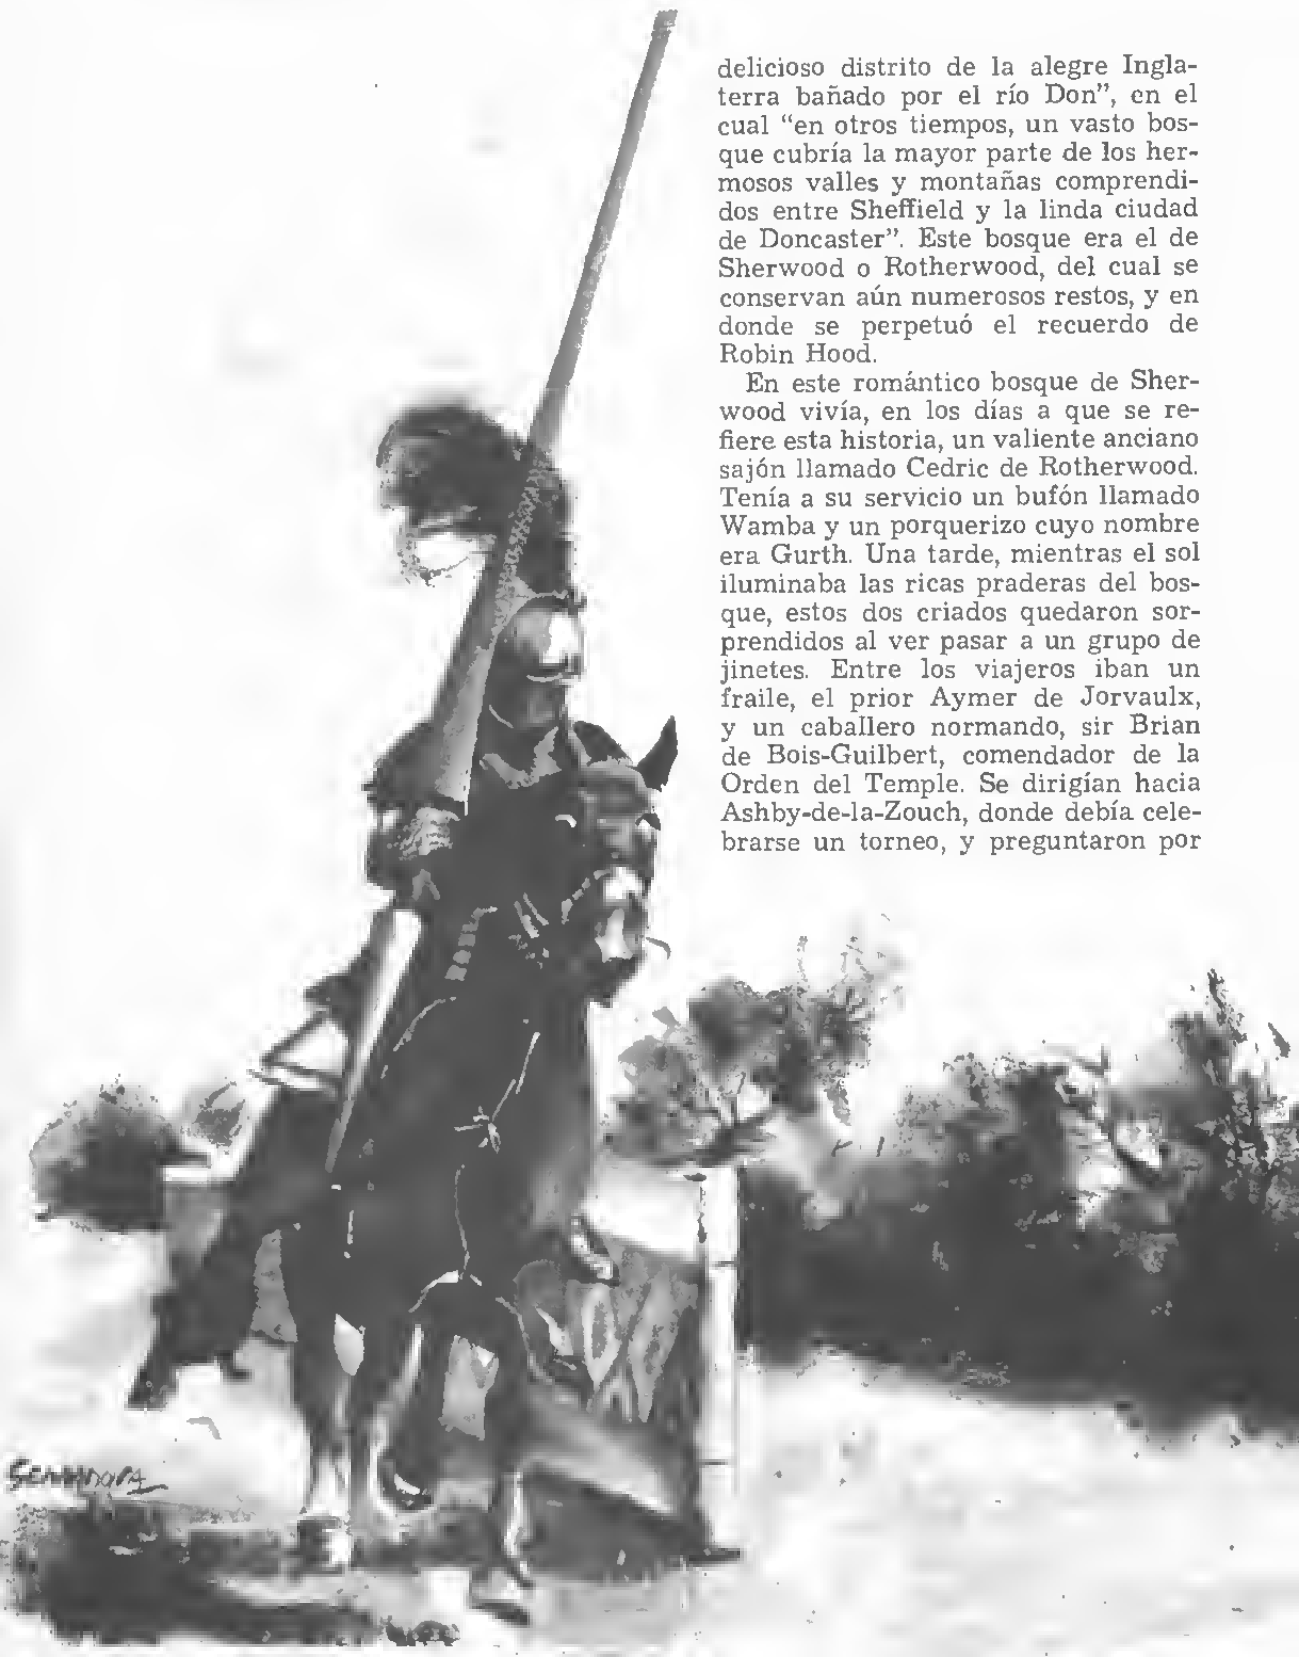 delicioso distrito de la alegre Ingla-
terra bañado por el río Don”, en el
cual “en otros tiempos, un vasto bos-
que cubría la mayor parte de los her-
mosos valles y montañas comprendi-
dos entre Sheffield y la linda ciudad
de Doncaster”. Este bosque era el de
Sherwood o Rotherwood, del cual se
conservan aún numerosos restos, y en
donde se perpetuó el recuerdo de
Robin Hood.
En este romántico bosque de Sher-
wood vivía, en los días a que se re-
fiere esta historia, un valiente anciano
sajón llamado Cedric de Rotherwood.
Tenía a su servicio un bufón llamado
Wamba y un porquerizo cuyo nombre
era Gurth. Una tarde, mientras el sol
iluminaba las ricas praderas del bos-
que, estos dos criados quedaron sor-
prendidos al ver pasar a un grupo de
jinetes. Entre los viajeros iban un
fraile, el prior Aymer de Jorvaulx,
y un caballero normando, sir Brian
de Bois-Guilbert, comendador de la
Orden del Temple. Se dirigían hacia
Ashby-de-la-Zouch, donde debía cele-
brarse un torneo, y preguntaron por